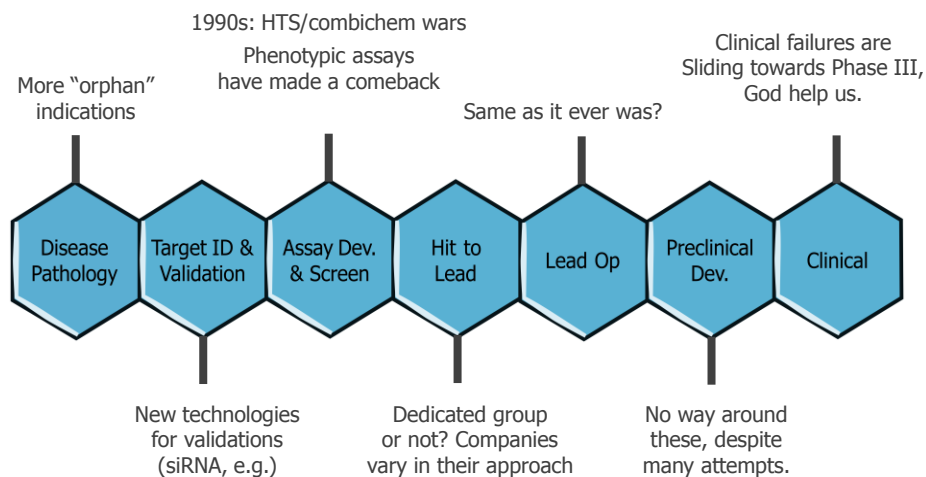 1990s: HTS/combichem wars
Phenotypic assays
have made a comeback
Clinical failures are
Sliding towards Phase III,
God help us.
More “orphan”
indications
Same as it ever was?
Disease
Pathology
Target ID &
Validation
Assay Dev.
& Screen
Hit to
Lead
Lead Op
Preclinical
Dev.
Clinical
New technologies
for validations
(siRNA, e.g.)
Dedicated group
or not? Companies
vary in their approach
No way around
these, despite
many attempts.